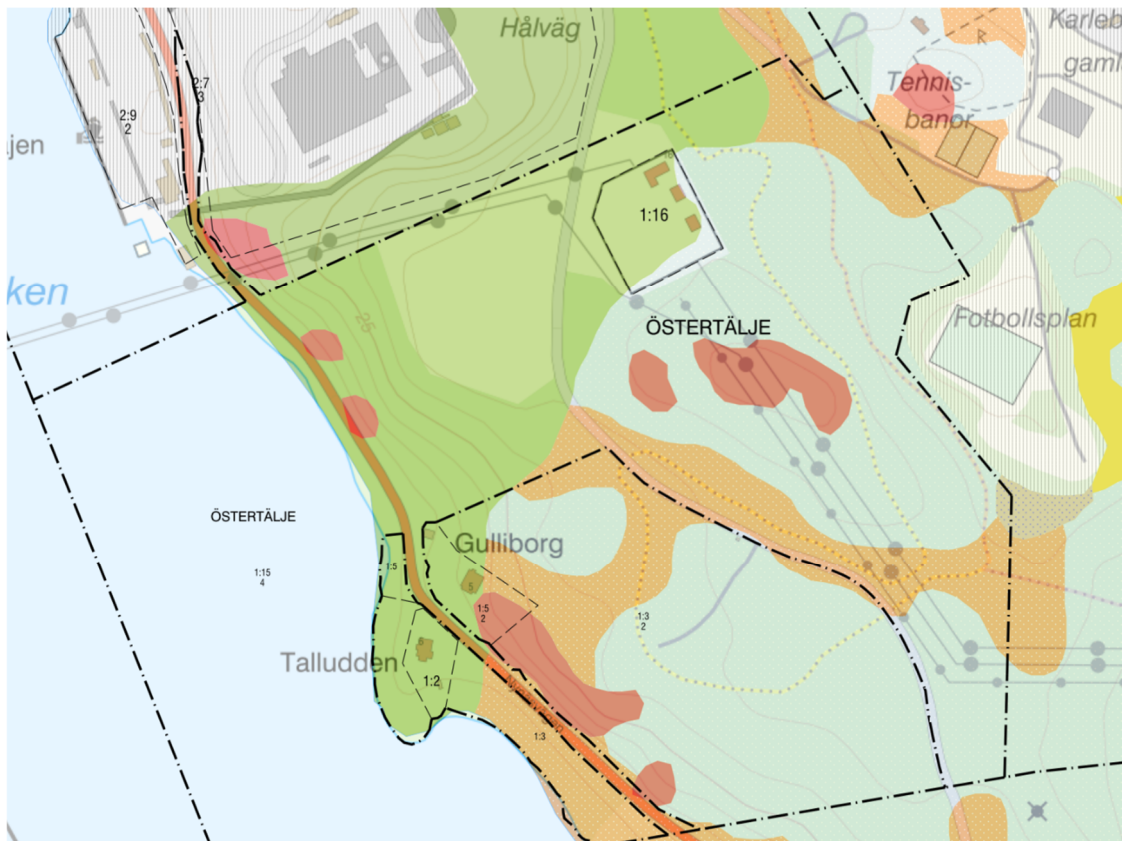 Hålväg
Karleb
gaml
Tennis-
banor
R
2:7
3
2:9
2
jen
1:16
ken
25
ÖSTERTÄLJE
Fotbollsplan
ÖSTERTÄLJE
1:15
4
Gulliborg
1:5
5
1:5
2
1:3
2
Talludden
6
1:2
1:3